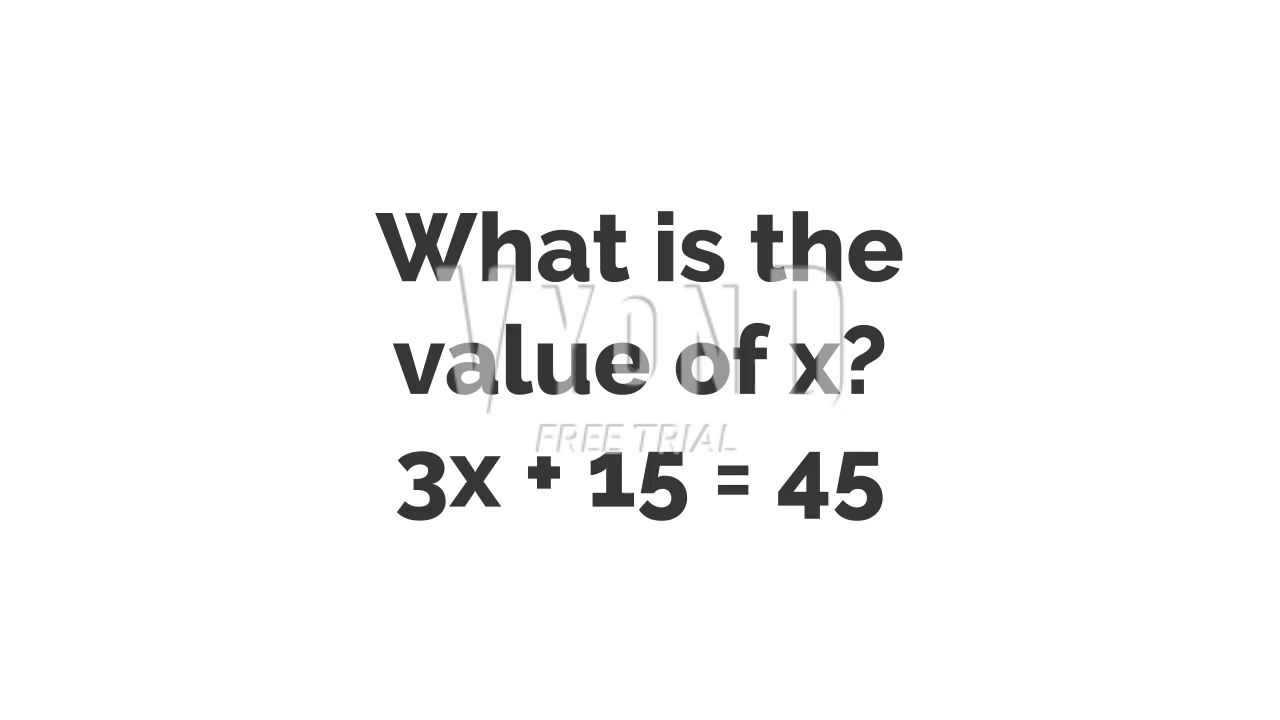 What is the
value of x?
3x + 15 = 45
VYOND
FREE TRIAL